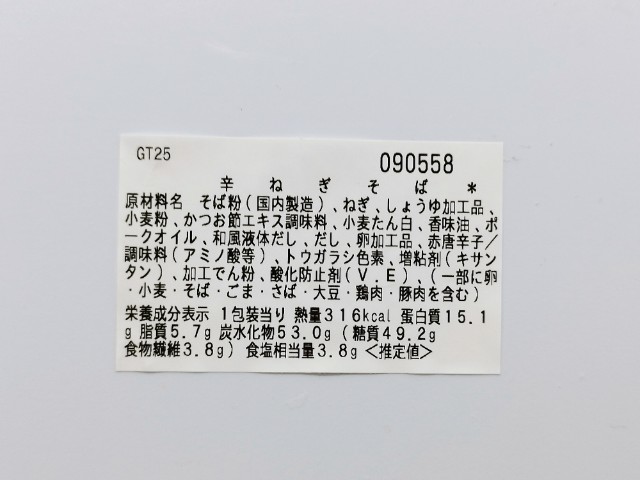 GT25
090558
辛ねぎそば*
原材料名 そば粉(国内製造)、ねぎ、しょうゆ加工品、
小麦粉、かつお節エキス調味料、小麦たん白、香味油、ポ
ークオイル、和風液体だし、だし、卵加工品、赤唐辛子/
調味料(アミノ酸等)、トウガラシ色素、増粘剤(キサン
タン)、加工でん粉、酸化防止剤(V.E)、(一部に卵
・小麦・そば・ごま・さば・大豆・鶏肉・豚肉を含む)
栄養成分表示 1包装当り 熱量316kcal 蛋白質15.1
g 脂質5.7g 炭水化物53.0g(糖質49.2g
食物繊維3.8g) 食塩相当量3.8g <推定値>